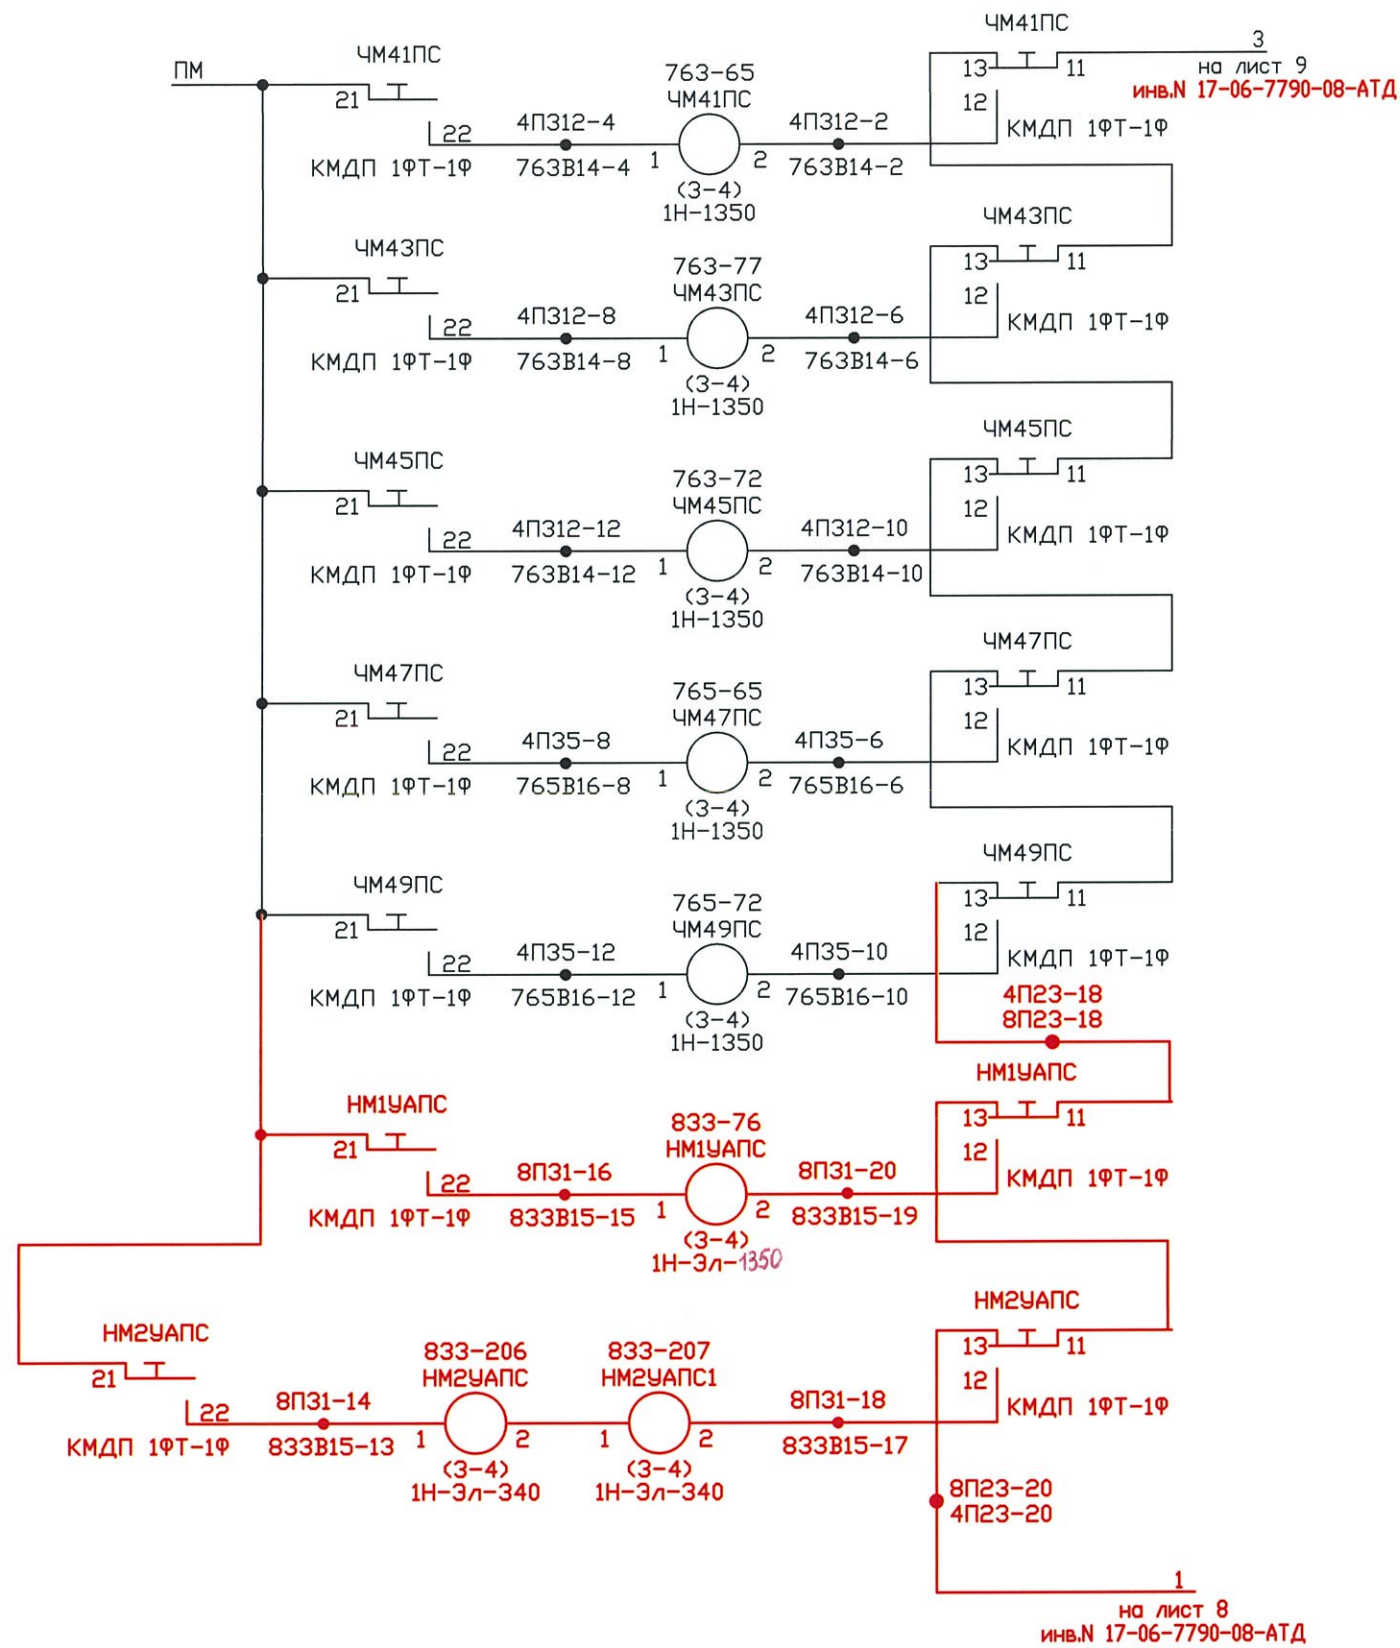 ЧМ41ПС
3
на лист 9
инв.N 17-06-7790-08-АТД
ПМ
ЧМ41ПС
763-65
ЧМ41ПС
13
11
12
21
22
4П312-4
4П312-2
КМДП 1ФТ-1Ф
КМДП 1ФТ-1Ф
763В14-4
1
2
763В14-2
(3-4)
1Н-1350
ЧМ43ПС
ЧМ43ПС
763-77
ЧМ43ПС
13
11
12
21
22
4П312-8
4П312-6
КМДП 1ФТ-1Ф
КМДП 1ФТ-1Ф
763В14-8
1
2
763В14-6
(3-4)
1Н-1350
ЧМ45ПС
ЧМ45ПС
763-72
ЧМ45ПС
13
11
12
21
22
4П312-12
4П312-10
КМДП 1ФТ-1Ф
КМДП 1ФТ-1Ф
763В14-12
1
2
763В14-10
(3-4)
1Н-1350
ЧМ47ПС
ЧМ47ПС
765-65
ЧМ47ПС
13
11
12
21
22
4П35-8
4П35-6
КМДП 1ФТ-1Ф
КМДП 1ФТ-1Ф
765В16-8
1
2
765В16-6
(3-4)
1Н-1350
ЧМ49ПС
ЧМ49ПС
765-72
ЧМ49ПС
13
11
12
21
22
4П35-12
4П35-10
КМДП 1ФТ-1Ф
КМДП 1ФТ-1Ф
765В16-12
1
2
765В16-10
(3-4)
1Н-1350
4П23-18
8П23-18
НМ1УАПС
НМ1УАПС
833-76
НМ1УАПС
13
11
12
21
22
8П31-16
8П31-20
КМДП 1ФТ-1Ф
КМДП 1ФТ-1Ф
833В15-15
1
2
833В15-19
(3-4)
1Н-Эл-1350
НМ2УАПС
НМ2УАПС
833-206
НМ2УАПС
833-207
НМ2УАПС1
13
11
12
21
22
8П31-14
8П31-18
КМДП 1ФТ-1Ф
КМДП 1ФТ-1Ф
833В15-13
1
2
1
2
833В15-17
(3-4)
1Н-Эл-340
(3-4)
1Н-Эл-340
8П23-20
4П23-20
1
на лист 8
инв.N 17-06-7790-08-АТД